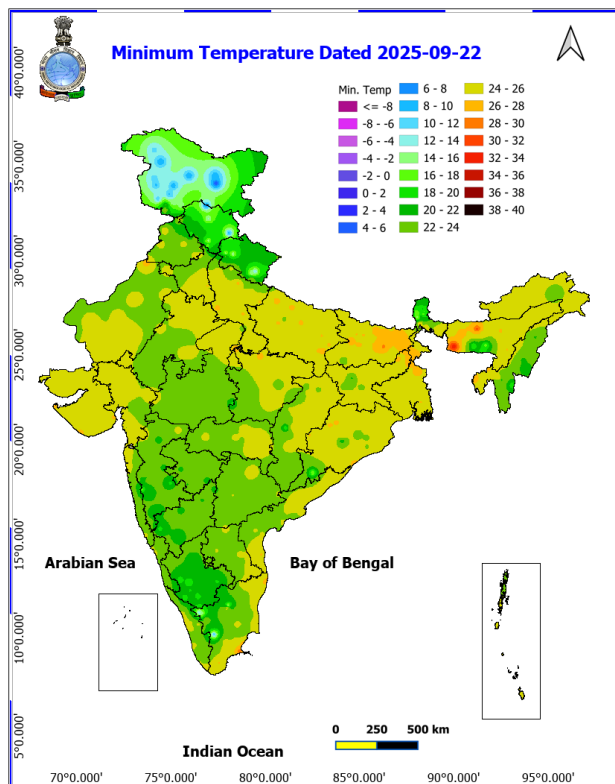 Minimum Temperature Dated 2025-09-22
Min. Temp
<= -8
-8 - -6
-6 - -4
-4 - -2
-2 - 0
0 - 2
2 - 4
4 - 6
6 - 8
8 - 10
10 - 12
12 - 14
14 - 16
16 - 18
18 - 20
20 - 22
22 - 24
24 - 26
26 - 28
28 - 30
30 - 32
32 - 34
34 - 36
36 - 38
38 - 40
40°0.000'
35°0.000'
30°0.000'
25°0.000'
20°0.000'
15°0.000'
10°0.000'
5°0.000'
Arabian Sea
Bay of Bengal
Indian Ocean
0 250 500 km
70°0.000' 75°0.000' 80°0.000' 85°0.000' 90°0.000' 95°0.000'